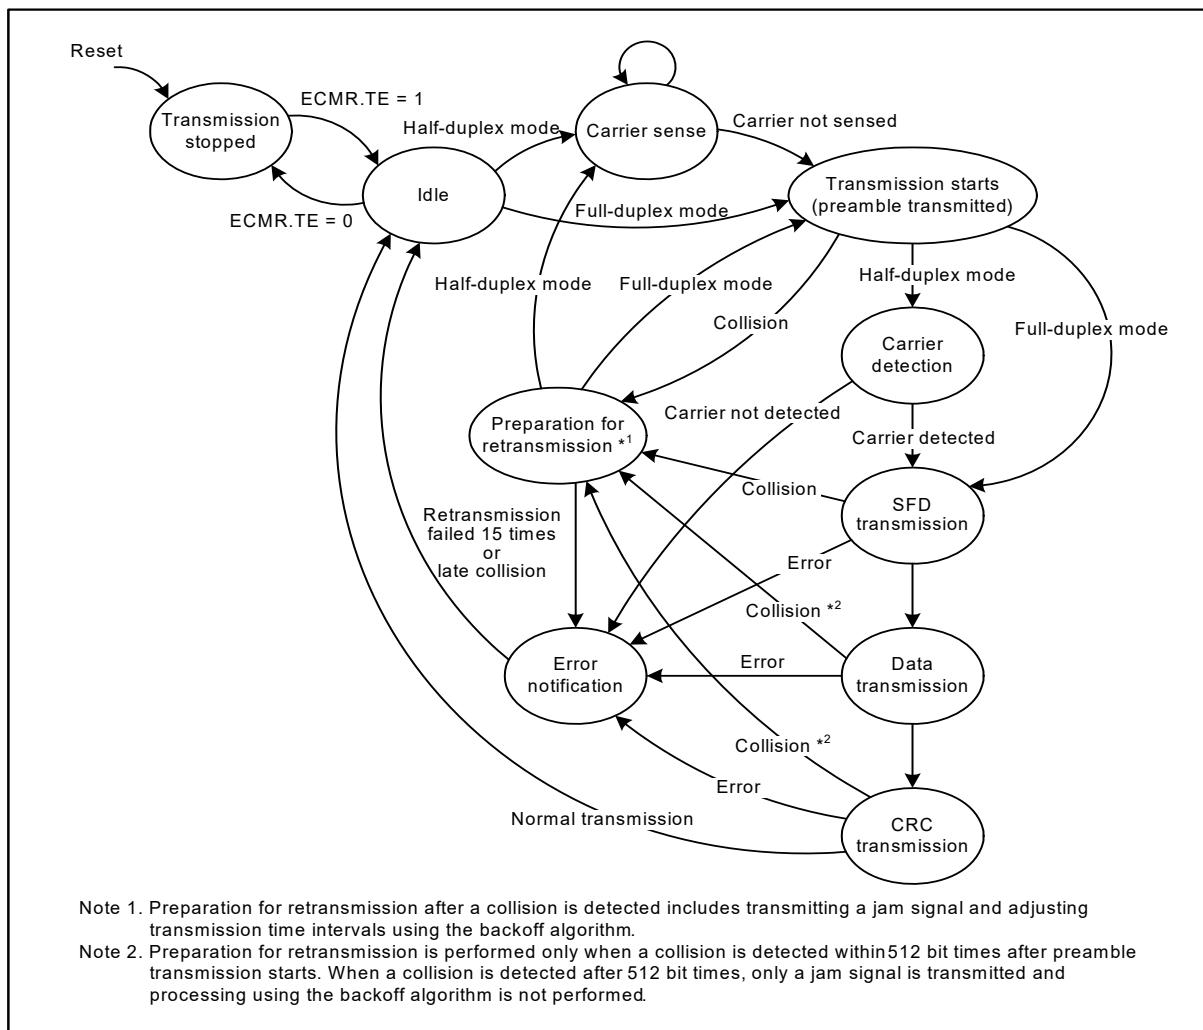 Reset
Transmission
stopped
ECMR.TE = 1
ECMR.TE = 0
Idle
Half-duplex mode
Carrier sense
Carrier not sensed
Full-duplex mode
Transmission starts
(preamble transmitted)
Half-duplex mode
Full-duplex mode
Collision
Half-duplex mode
Full-duplex mode
Carrier
detection
Carrier not detected
Carrier detected
Preparation for
retransmission *1
Collision
SFD
transmission
Retransmission
failed 15 times
or
late collision
Error
Collision *2
Error
notification
Error
Data
transmission
Collision *2
Error
Normal transmission
CRC
transmission
Note 1. Preparation for retransmission after a collision is detected includes transmitting a jam signal and adjusting
transmission time intervals using the backoff algorithm.
Note 2. Preparation for retransmission is performed only when a collision is detected within 512 bit times after preamble
transmission starts. When a collision is detected after 512 bit times, only a jam signal is transmitted and
processing using the backoff algorithm is not performed.